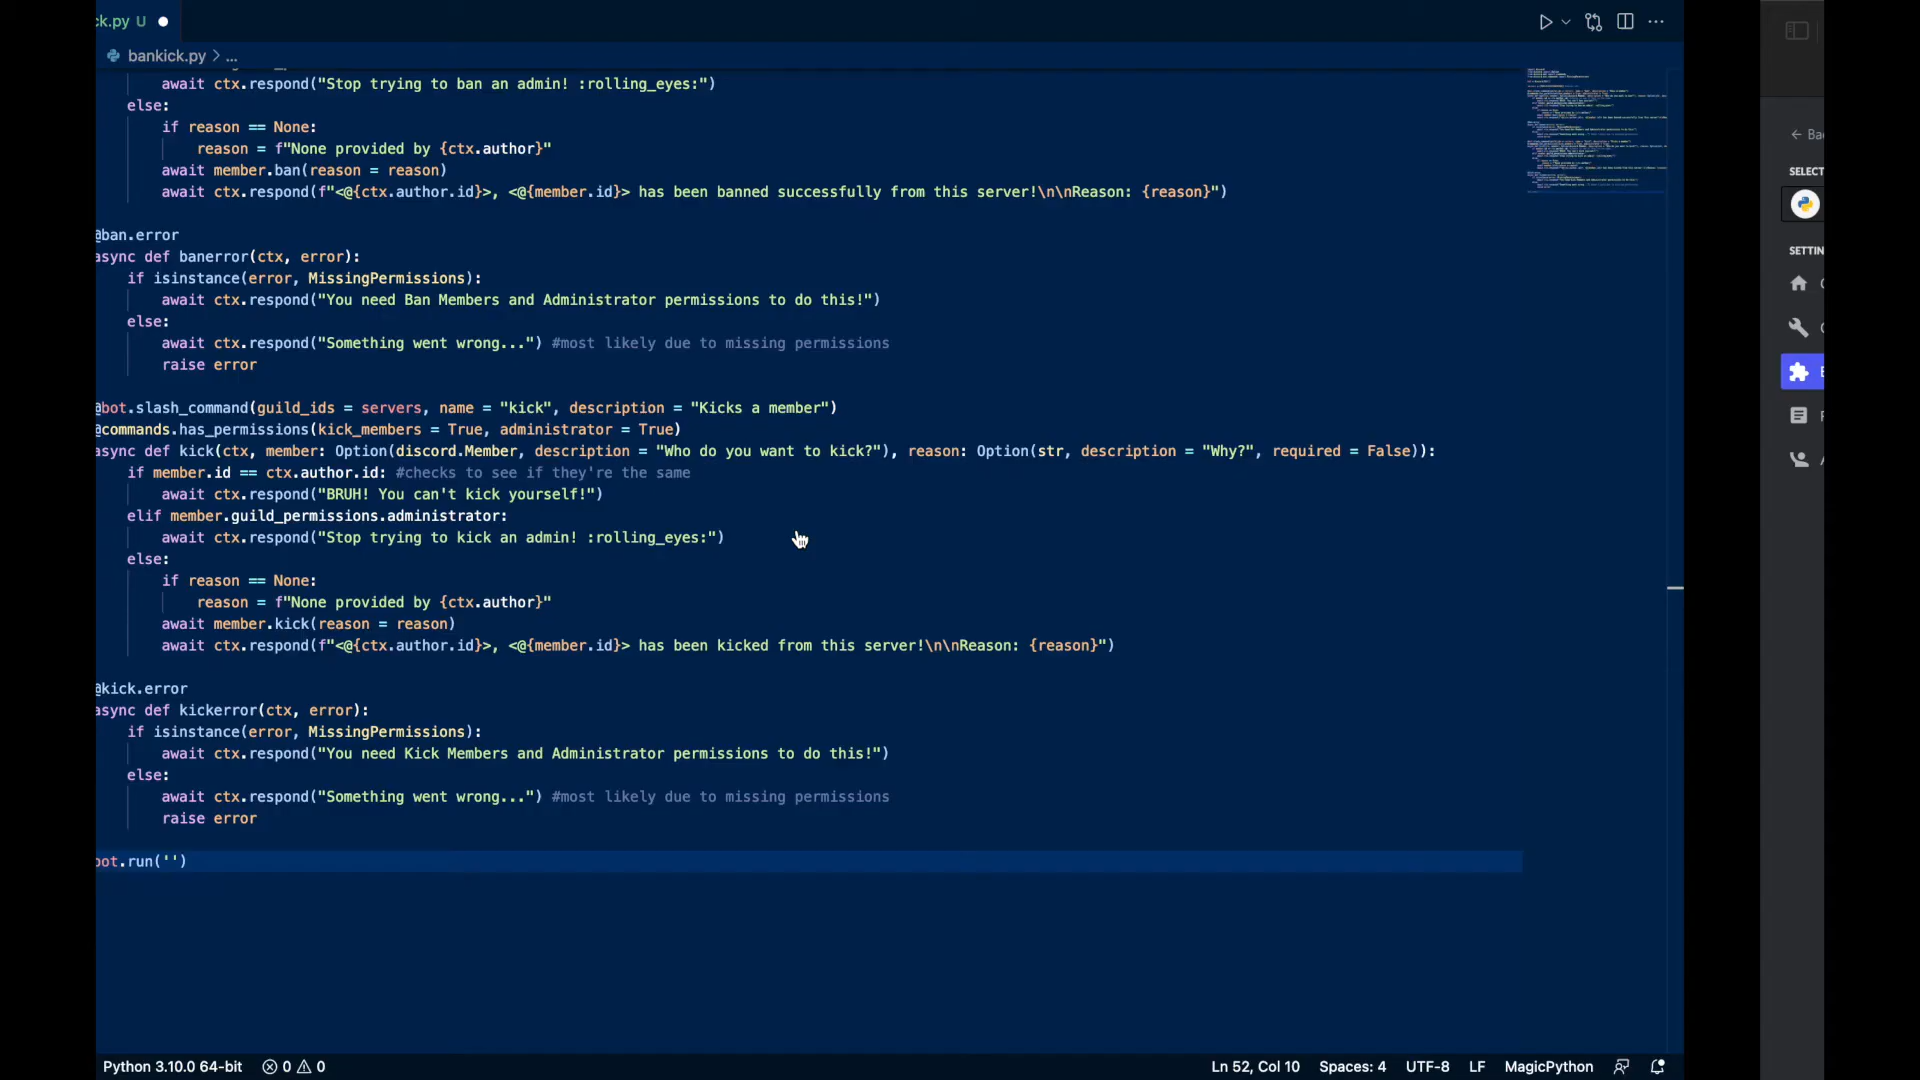 ck.py U
bankick.py > ...
await ctx.respond("Stop trying to ban an admin! :rolling_eyes:")
else:
if reason == None:
reason = f"None provided by {ctx.author}"
await member.ban(reason = reason)
await ctx.respond(f"<@{ctx.author.id}>, <@{member.id}> has been banned successfully from this server!\n\nReason: {reason}")
@ban.error
async def banerror(ctx, error):
if isinstance(error, MissingPermissions):
await ctx.respond("You need Ban Members and Administrator permissions to do this!")
else:
await ctx.respond("Something went wrong...") #most likely due to missing permissions
raise error
@bot.slash_command(guild_ids = servers, name = "kick", description = "Kicks a member")
@commands.has_permissions(kick_members = True, administrator = True)
async def kick(ctx, member: Option(discord.Member, description = "Who do you want to kick?"), reason: Option(str, description = "Why?", required = False)):
if member.id == ctx.author.id: #checks to see if they're the same
await ctx.respond("BRUH! You can't kick yourself!")
elif member.guild_permissions.administrator:
await ctx.respond("Stop trying to kick an admin! :rolling_eyes:")
else:
if reason == None:
reason = f"None provided by {ctx.author}"
await member.kick(reason = reason)
await ctx.respond(f"<@{ctx.author.id}>, <@{member.id}> has been kicked from this server!\n\nReason: {reason}")
@kick.error
async def kickerror(ctx, error):
if isinstance(error, MissingPermissions):
await ctx.respond("You need Kick Members and Administrator permissions to do this!")
else:
await ctx.respond("Something went wrong...") #most likely due to missing permissions
raise error
bot.run('')
Python 3.10.0 64-bit 0 0
Ln 52, Col 10 Spaces: 4 UTF-8 LF MagicPython
← Bac
SELECT
SETTIN